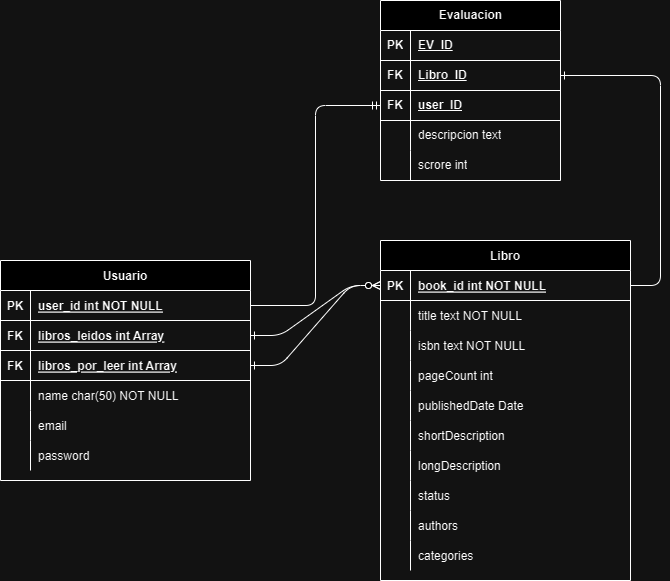 Evaluacion
PK EV_ID
FK Libro_ID
FK user_ID
descripcion text
scrore int
Usuario
PK user_id int NOT NULL
FK libros_leidos int Array
FK libros_por_leer int Array
name char(50) NOT NULL
email
password
Libro
PK book_id int NOT NULL
title text NOT NULL
isbn text NOT NULL
pageCount int
publishedDate Date
shortDescription
longDescription
status
authors
categories